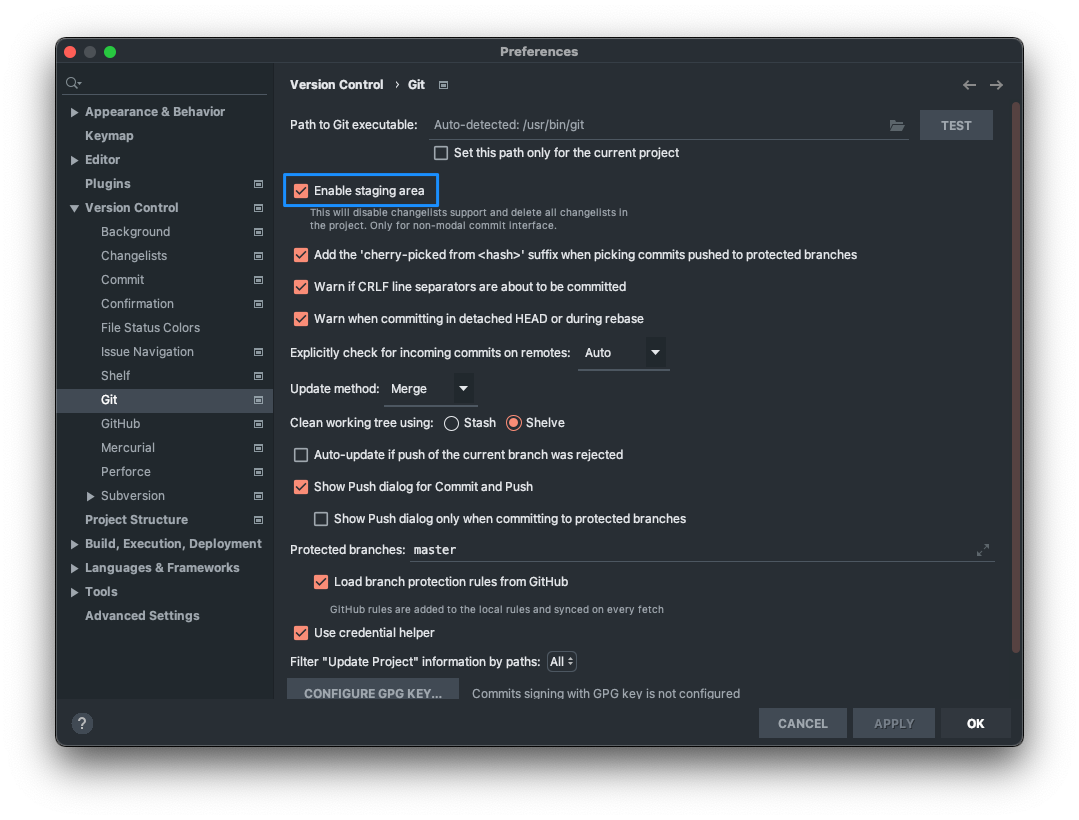 Preferences
Appearance & Behavior
Keymap
Editor
Plugins
Version Control
Background
Changelists
Commit
Confirmation
File Status Colors
Issue Navigation
Shelf
Git
GitHub
Mercurial
Perforce
Subversion
Project Structure
Build, Execution, Deployment
Languages & Frameworks
Tools
Advanced Settings
?
Version Control › Git
Path to Git executable: Auto-detected: /usr/bin/git TEST
Set this path only for the current project
Enable staging area
This will disable changelists support and delete all changelists in
the project. Only for non-modal commit interface.
Add the 'cherry-picked from <hash>' suffix when picking commits pushed to protected branches
Warn if CRLF line separators are about to be committed
Warn when committing in detached HEAD or during rebase
Explicitly check for incoming commits on remotes: Auto
Update method: Merge
Clean working tree using: Stash Shelve
Auto-update if push of the current branch was rejected
Show Push dialog for Commit and Push
Show Push dialog only when committing to protected branches
Protected branches: master
Load branch protection rules from GitHub
GitHub rules are added to the local rules and synced on every fetch
Use credential helper
Filter "Update Project" information by paths: All
CONFIGURE GPG KEY... Commits signing with GPG key is not configured
CANCEL APPLY OK